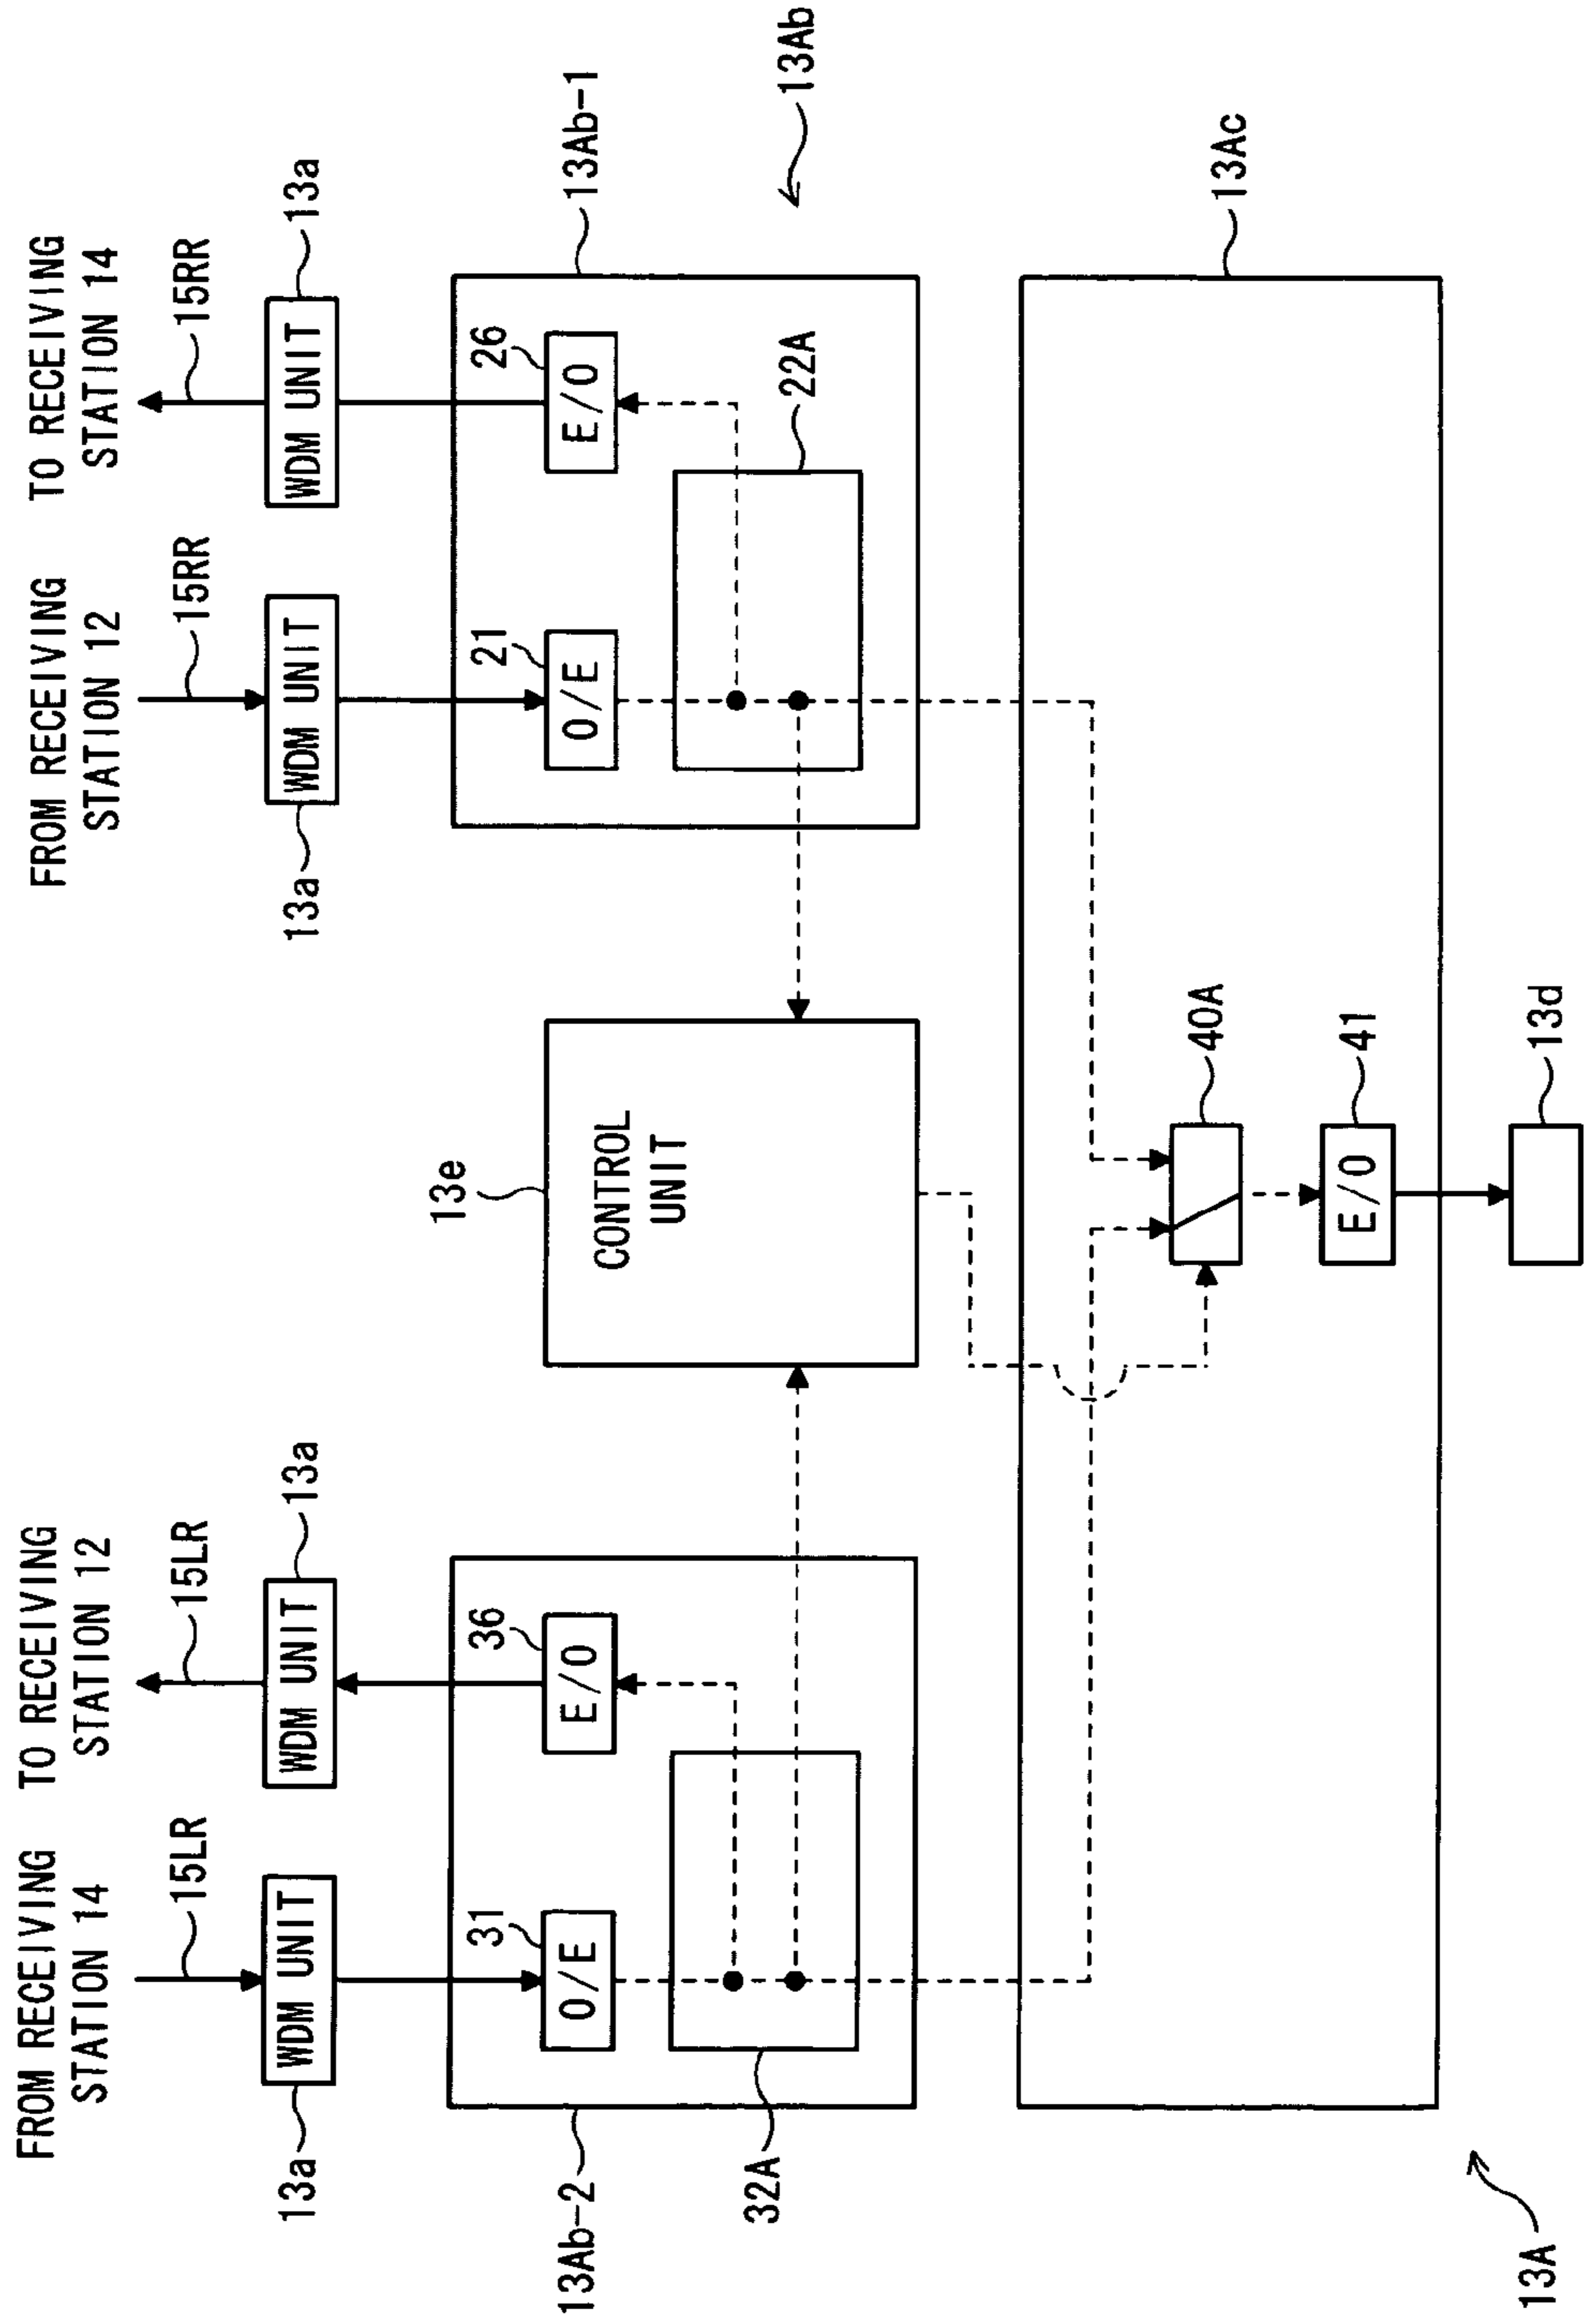 FROM RECEIVING
STATION 14
TO RECEIVING
STATION 12
FROM RECEIVING
STATION 12
TO RECEIVING
STATION 14
15LR
15LR
15RR
15RR
13a
WDM UNIT
WDM UNIT
13a
13a
WDM UNIT
WDM UNIT
13a
13Ab-2
31
O/E
36
E/O
32A
13e
CONTROL
UNIT
21
O/E
26
E/O
22A
13Ab-1
13Ab
13Ac
40A
E/O
41
13d
13A